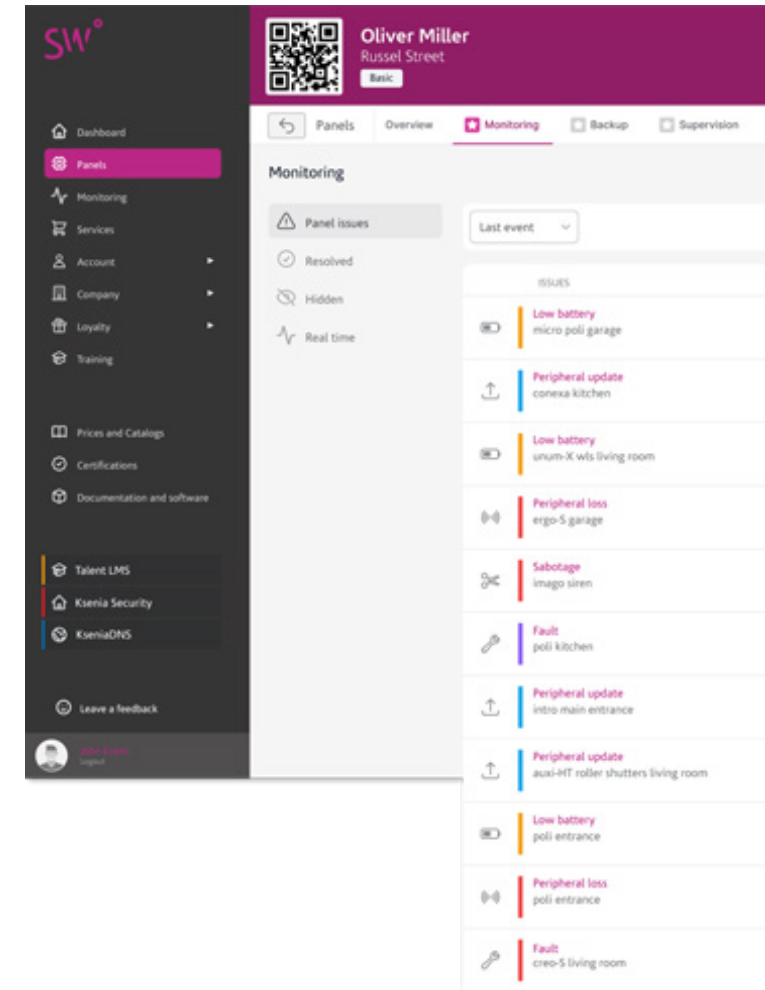 SW°
Oliver Miller
Russel Street
Basic
Dashboard
Panels
Monitoring
Services
Account
Company
Loyalty
Training
Prices and Catalogs
Certifications
Documentation and software
Talent LMS
Ksenia Security
KseniaDNS
Leave a feedback
Logout
Panels
Overview
Monitoring
Backup
Supervision
Monitoring
Panel issues
Resolved
Hidden
Real time
Last event
ISSUES
Low battery
micro poli garage
Peripheral update
conexa kitchen
Low battery
unum-X wls living room
Peripheral loss
ergo-S garage
Sabotage
imago siren
Fault
poli kitchen
Peripheral update
intro main entrance
Peripheral update
auxi-HT roller shutters living room
Low battery
poli entrance
Peripheral loss
poli entrance
Fault
creo-S living room